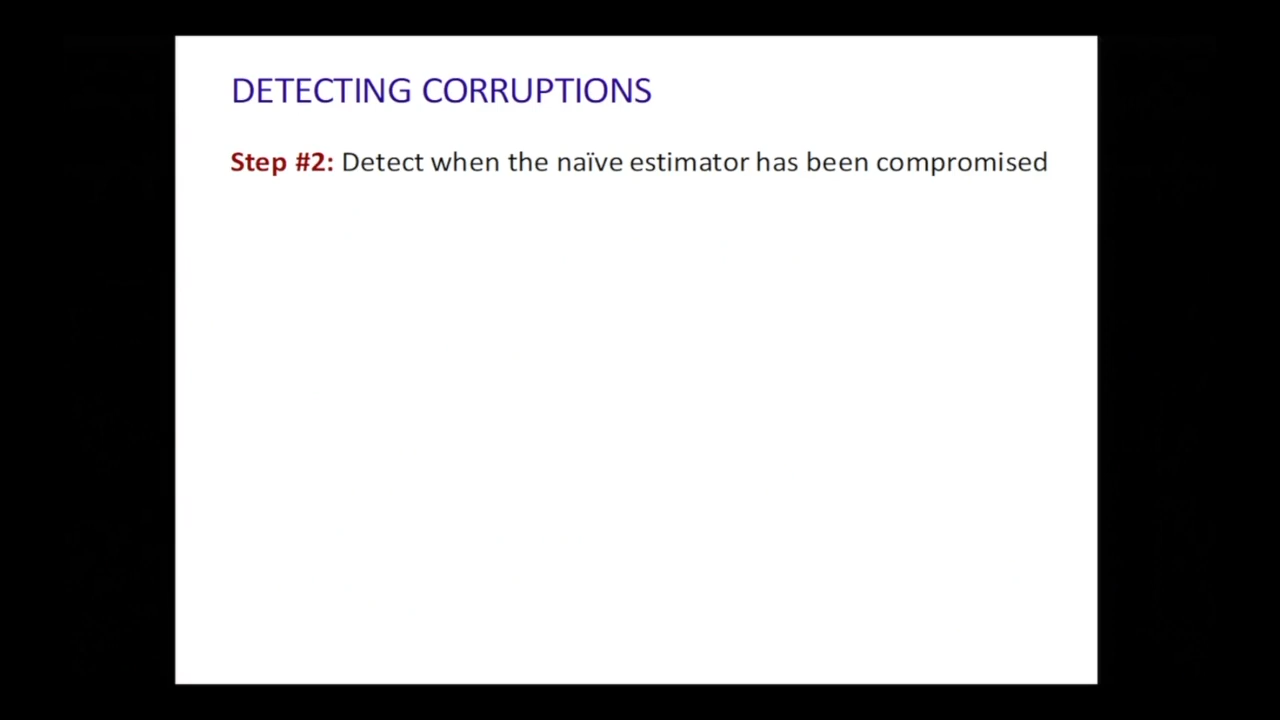 DETECTING CORRUPTIONS
Step #2: Detect when the naïve estimator has been compromised